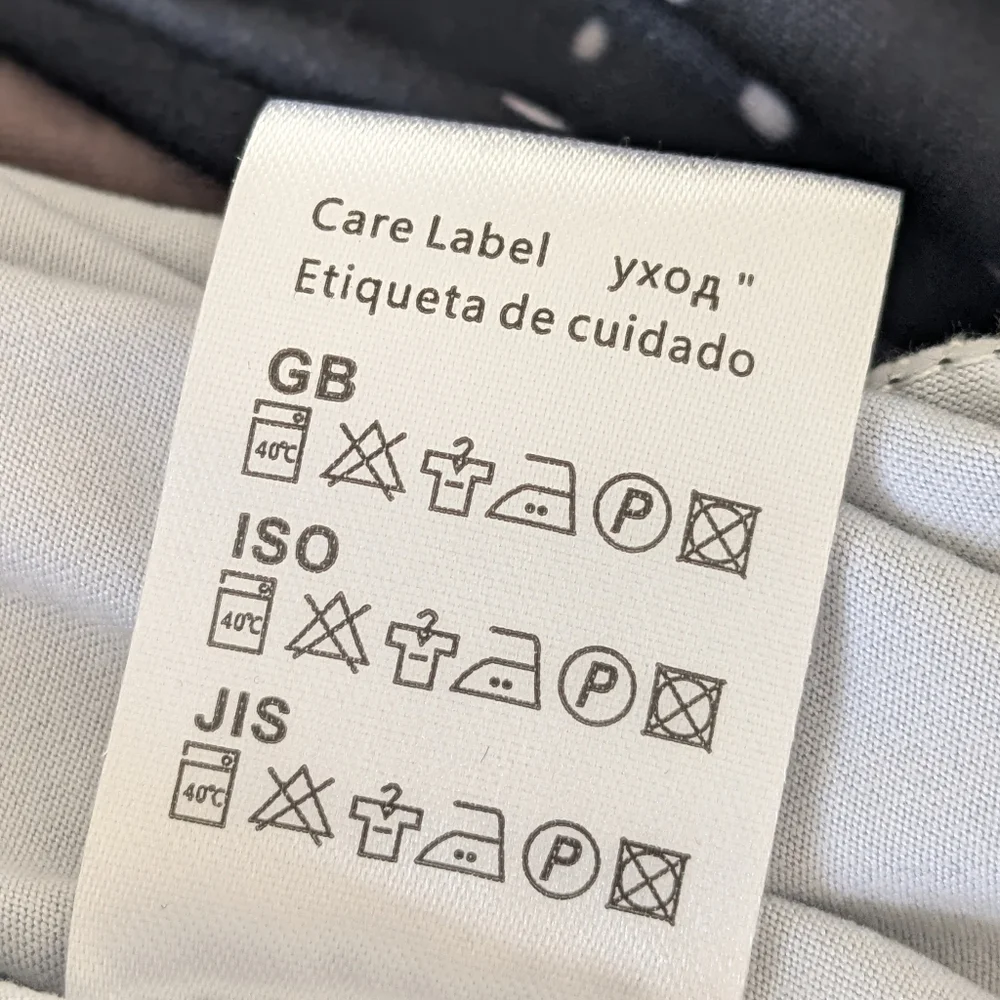 Care Label уход "
Etiqueta de cuidado
GB
40℃ P
ISO
40℃ P
JIS
40℃ P